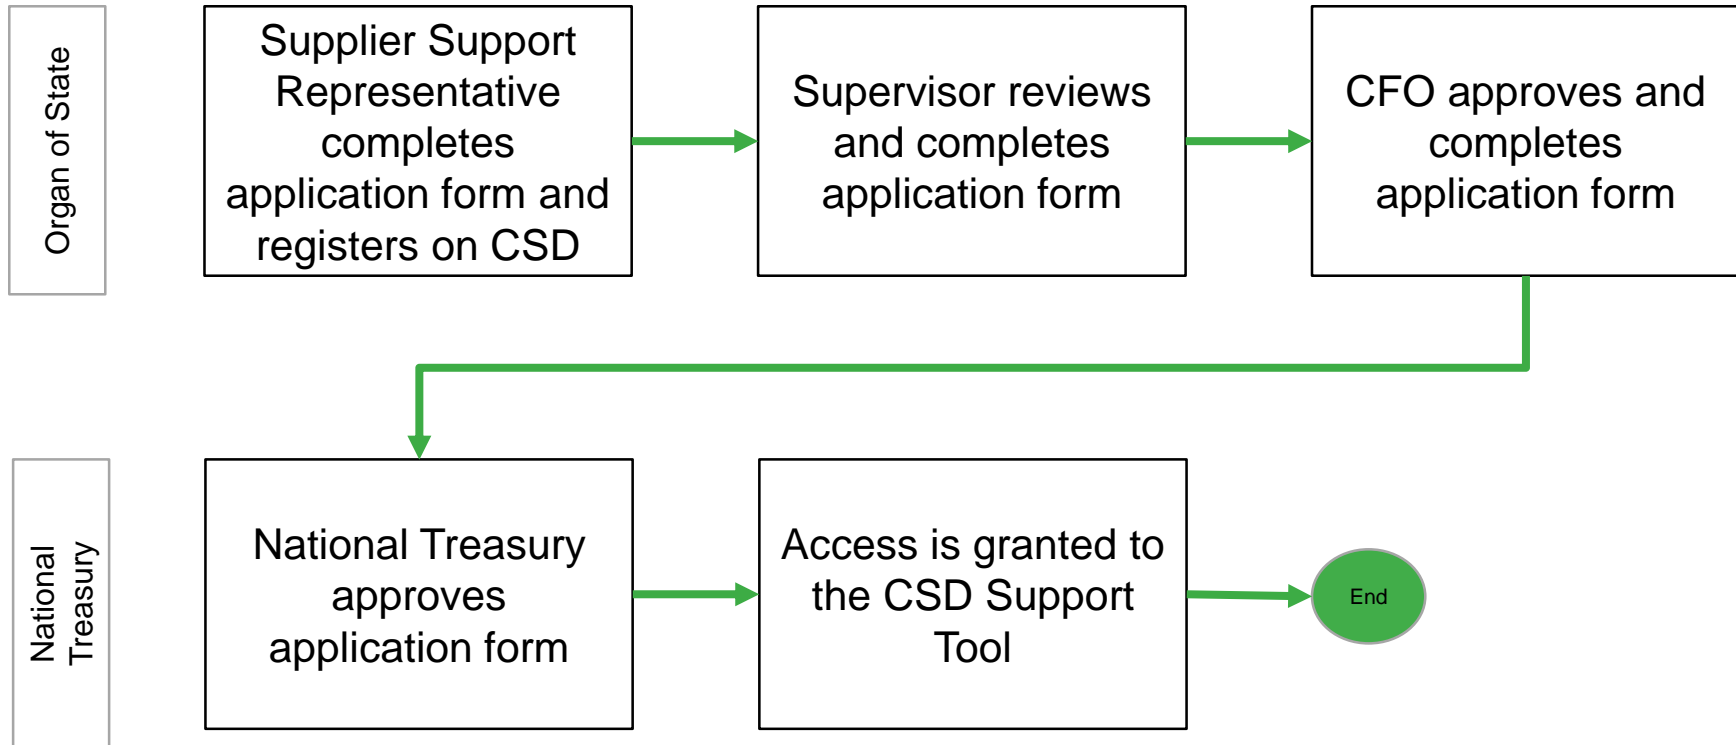 Organ of State
Supplier Support
Representative
completes
application form and
registers on CSD
Supervisor reviews
and completes
application form
CFO approves and
completes
application form
National
Treasury
National Treasury
approves
application form
Access is granted to
the CSD Support
Tool
End